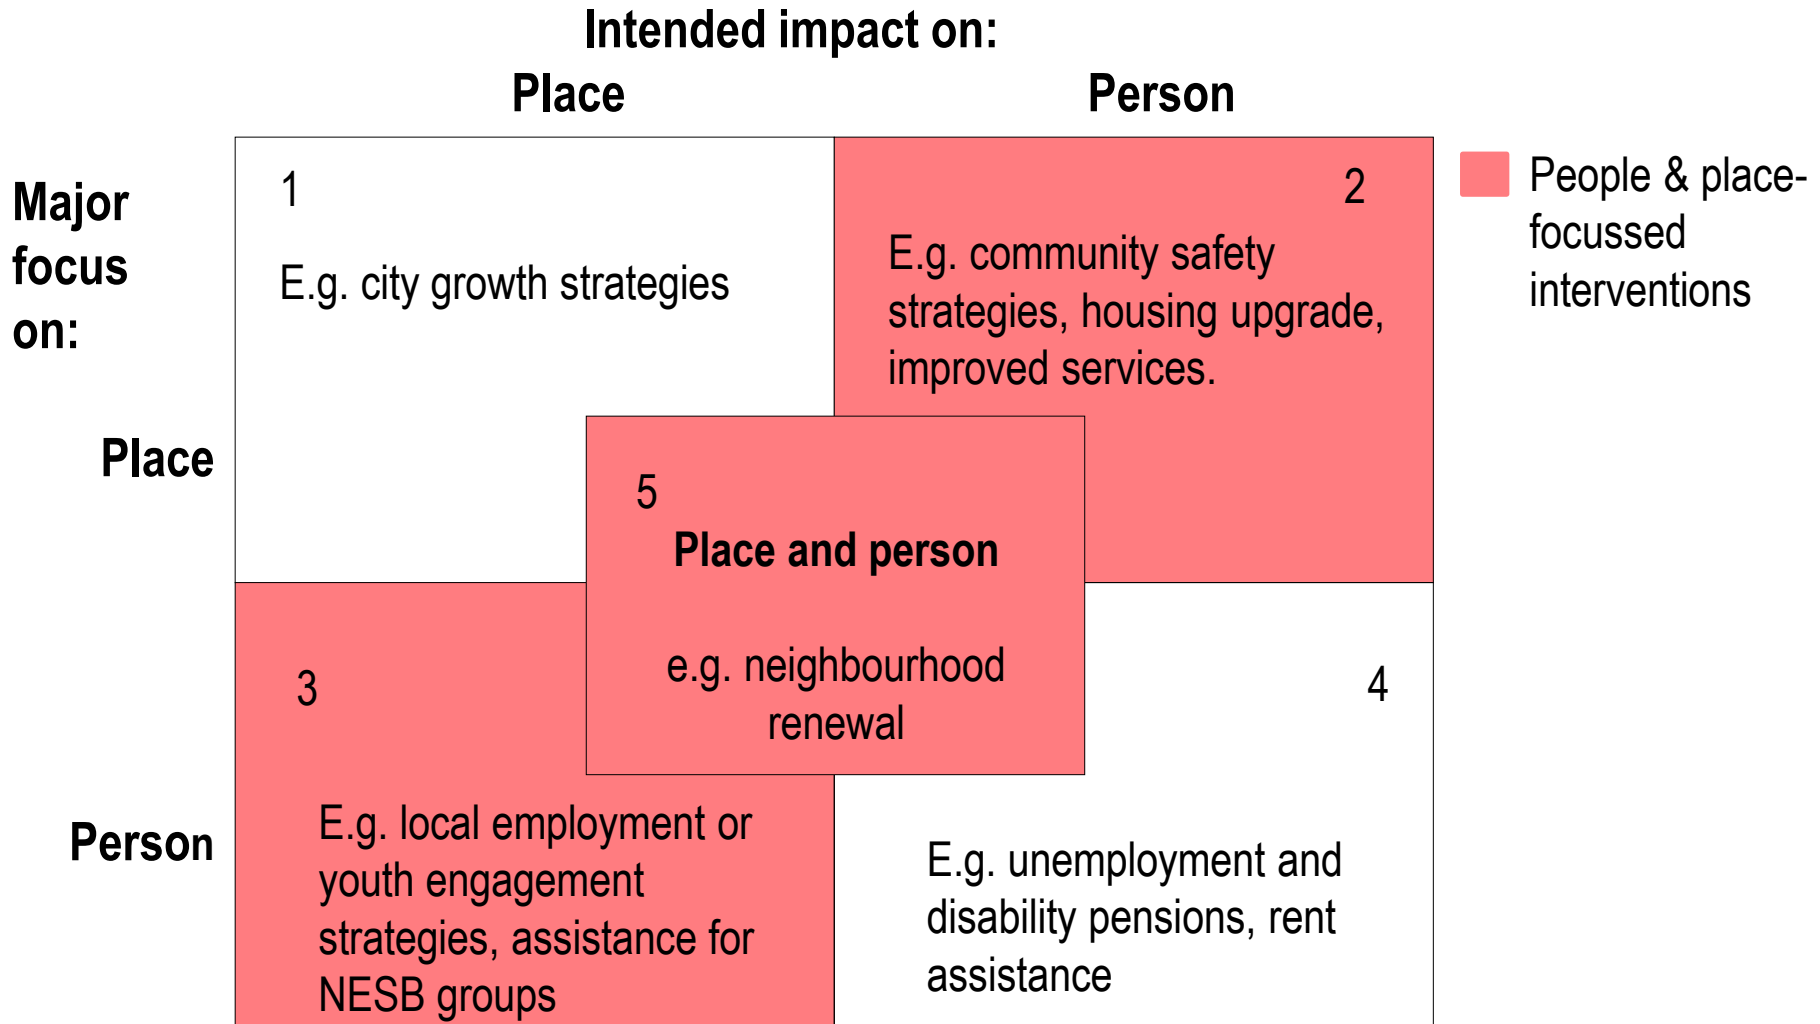 Intended impact on:
Place
Person
Major
focus
on:
Place
Person
1
E.g. city growth strategies
2
E.g. community safety
strategies, housing upgrade,
improved services.
5
Place and person
e.g. neighbourhood
renewal
3
E.g. local employment or
youth engagement
strategies, assistance for
NESB groups
4
E.g. unemployment and
disability pensions, rent
assistance
People & place-
focussed
interventions